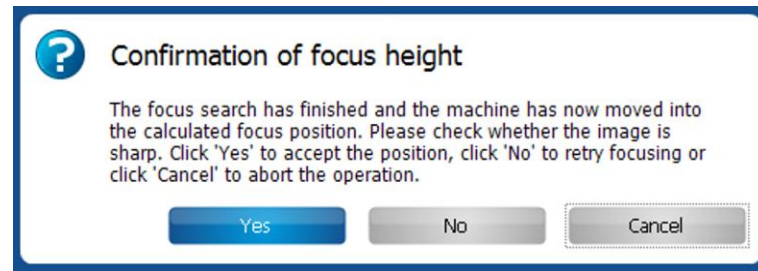 Confirmation of focus height
The focus search has finished and the machine has now moved into
the calculated focus position. Please check whether the image is
sharp. Click 'Yes' to accept the position, click 'No' to retry focusing or
click 'Cancel' to abort the operation.
Yes No Cancel